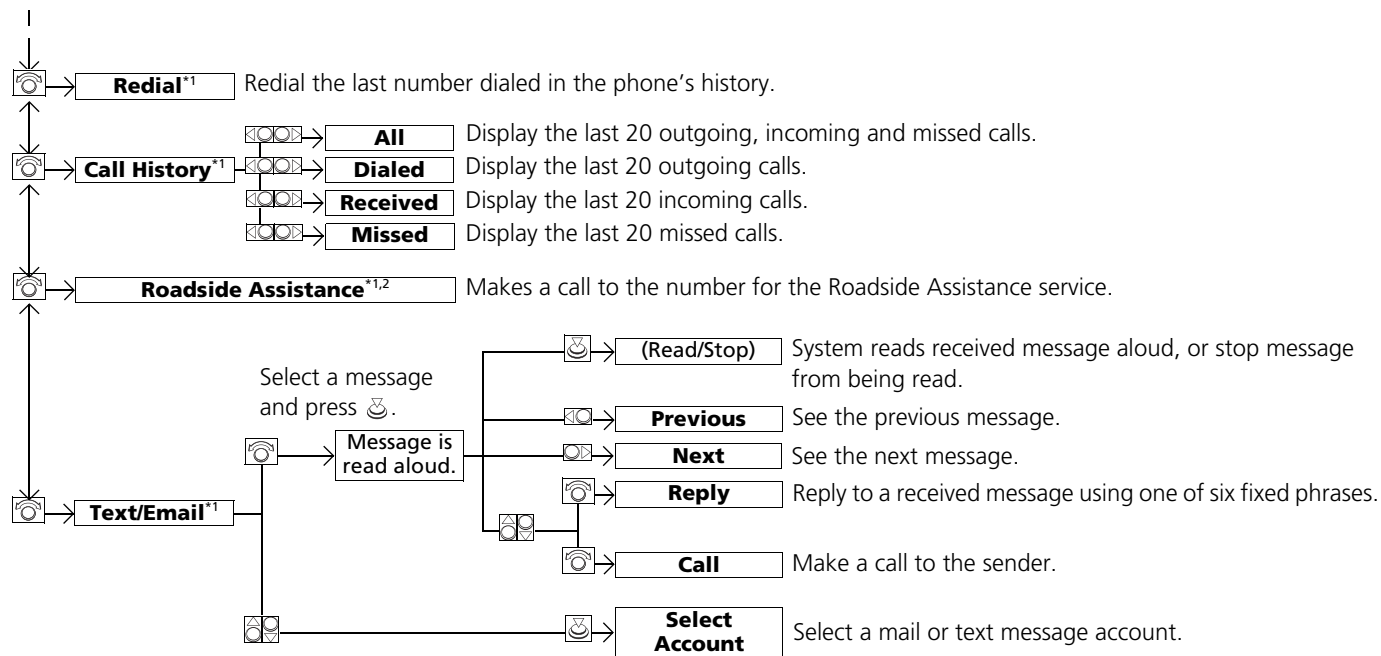 Redial*1 Redial the last number dialed in the phone's history.
All Display the last 20 outgoing, incoming and missed calls.
Call History*1 Dialed Display the last 20 outgoing calls.
Received Display the last 20 incoming calls.
Missed Display the last 20 missed calls.
Roadside Assistance*1,2 Makes a call to the number for the Roadside Assistance service.
Select a message
and press .
(Read/Stop) System reads received message aloud, or stop message
from being read.
Message is
read aloud.
Previous See the previous message.
Next See the next message.
Text/Email*1
Reply Reply to a received message using one of six fixed phrases.
Call Make a call to the sender.
Select
Account
Select a mail or text message account.